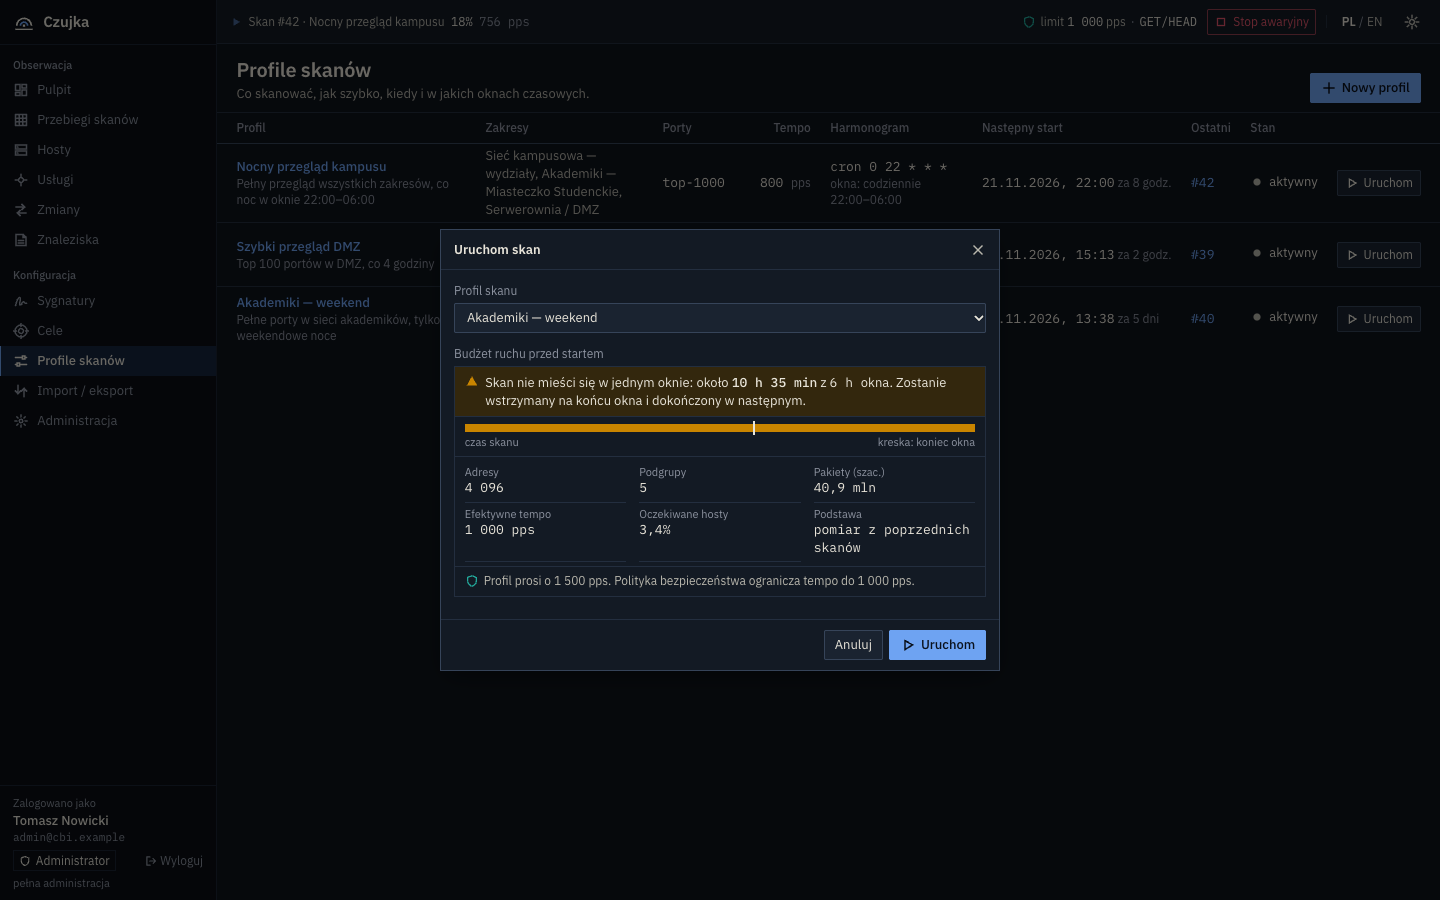 Czujka
Skan #42 · Nocny przegląd kampusu 18% 756 pps
limit 1 000 pps · GET/HEAD
Stop awaryjny
PL / EN
Obserwacja
Pulpit
Przebiegi skanów
Hosty
Usługi
Zmiany
Znaleziska
Konfiguracja
Sygnatury
Cele
Profile skanów
Import / eksport
Administracja
Zalogowano jako
Tomasz Nowicki
admin@cbi.example
Administrator
Wyloguj
pełna administracja
Profile skanów
Co skanować, jak szybko, kiedy i w jakich oknach czasowych.
Nowy profil
Profil Zakresy Porty Tempo Harmonogram Następny start Ostatni Stan
Nocny przegląd kampusu
Pełny przegląd wszystkich zakresów, co
noc w oknie 22:00–06:00
Sieć kampusowa —
wydziały, Akademiki —
Miasteczko Studenckie,
Serwerownia / DMZ
top-1000
800 pps
cron 0 22 * * *
okna: codziennie
22:00–06:00
21.11.2026, 22:00 za 8 godz.
#42
aktywny
Uruchom
Szybki przegląd DMZ
Top 100 portów w DMZ, co 4 godziny
.11.2026, 15:13 za 2 godz.
#39
aktywny
Uruchom
Akademiki — weekend
Pełne porty w sieci akademików, tylko
weekendowe noce
.11.2026, 13:38 za 5 dni
#40
aktywny
Uruchom
Uruchom skan
Profil skanu
Akademiki — weekend
Budżet ruchu przed startem
Skan nie mieści się w jednym oknie: około 10 h 35 min z 6 h okna. Zostanie
wstrzymany na końcu okna i dokończony w następnym.
czas skanu
kreska: koniec okna
Adresy
4 096
Podgrupy
5
Pakiety (szac.)
40,9 mln
Efektywne tempo
1 000 pps
Oczekiwane hosty
3,4%
Podstawa
pomiar z poprzednich
skanów
Profil prosi o 1 500 pps. Polityka bezpieczeństwa ogranicza tempo do 1 000 pps.
Anuluj
Uruchom